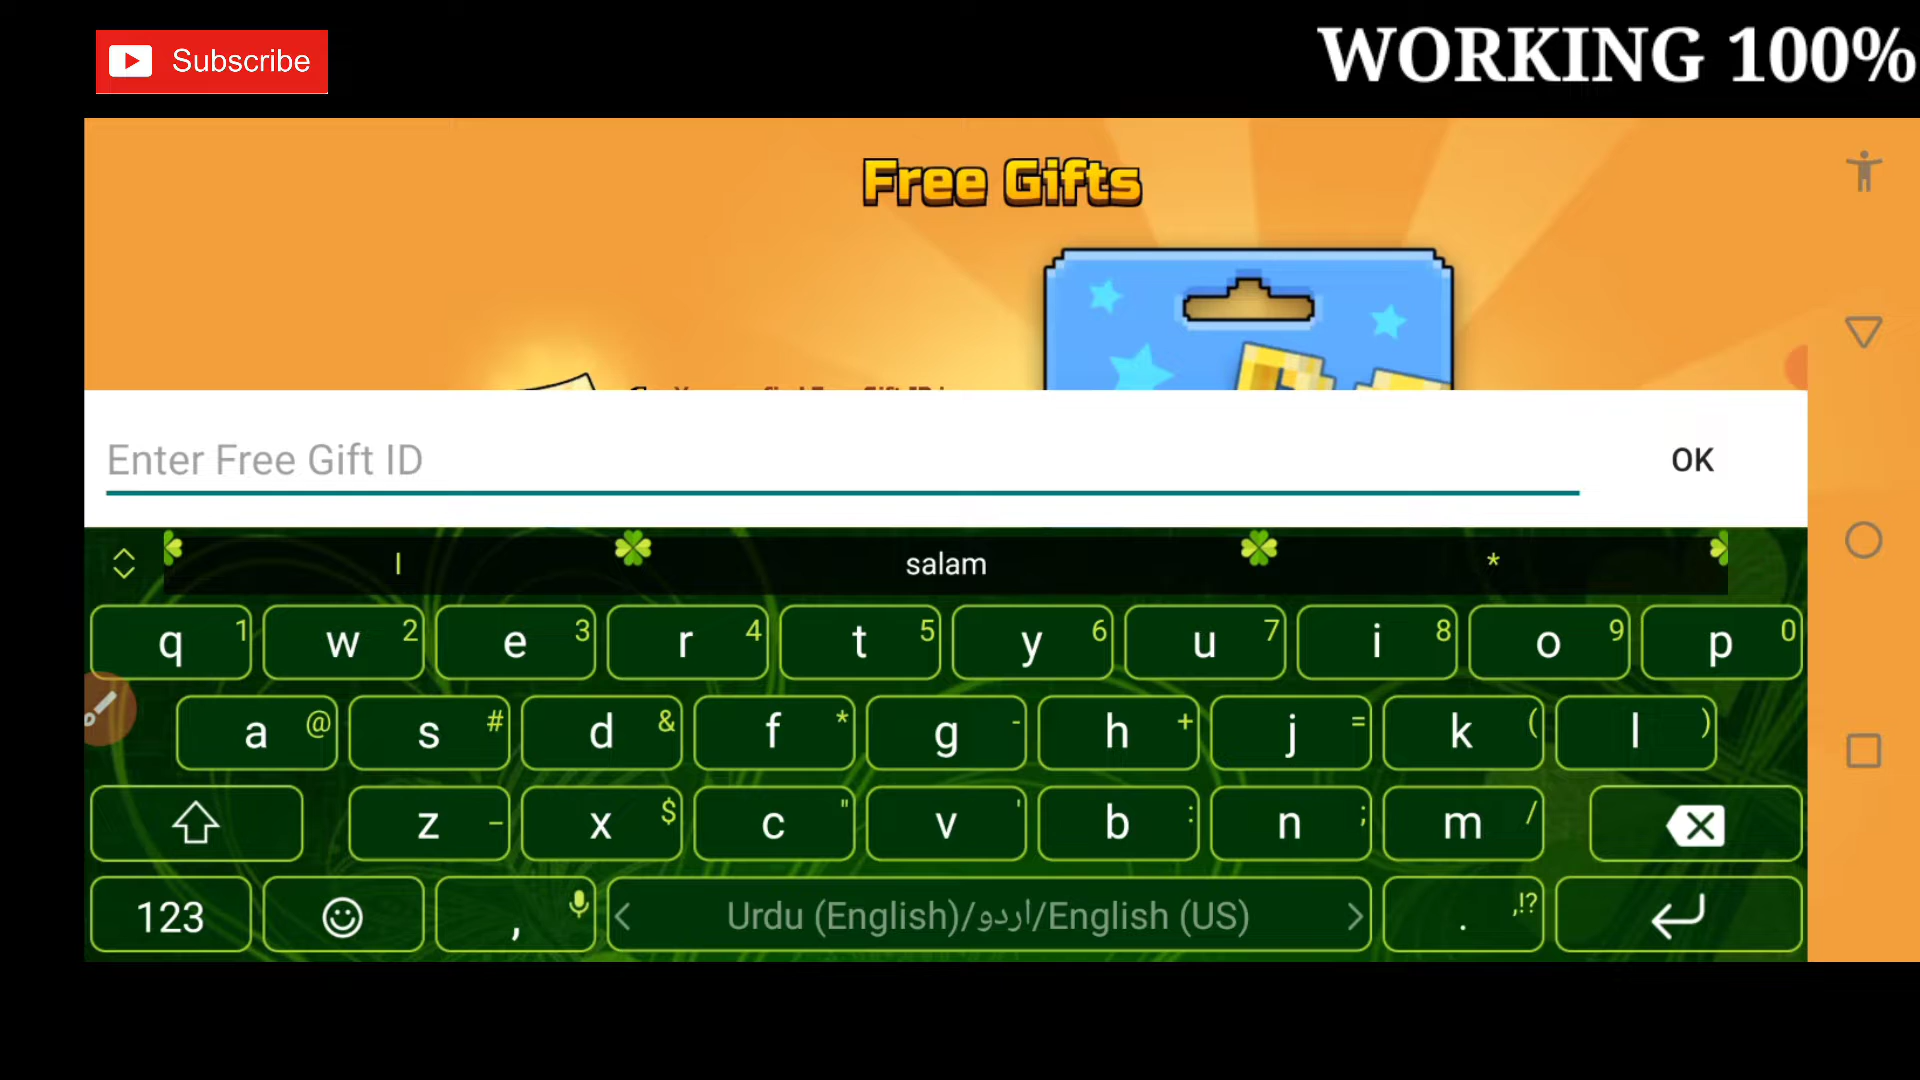 Subscribe
WORKING 100%
Free Gifts
Enter Free Gift ID
OK
I salam *
q 1 w 2 e 3 r 4 t 5 y 6 u 7 i 8 o 9 p 0
a @ s # d & f * g - h + j = k ( l )
z _ x $ c " v ' b : n ; m /
123 , < Urdu (English)/اردو/English (US) > . ,!?